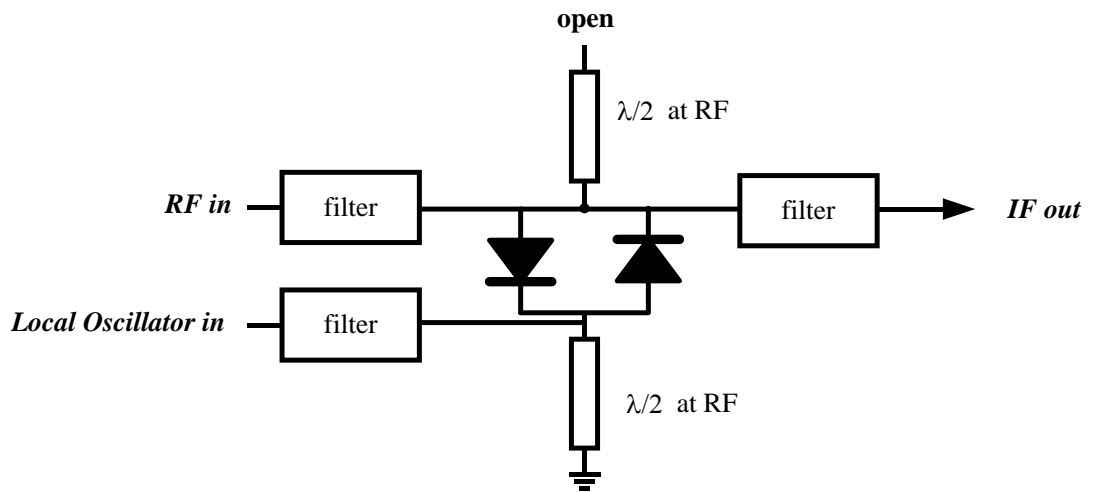 open
λ/2 at RF
RF in
filter
filter
IF out
Local Oscillator in
filter
λ/2 at RF